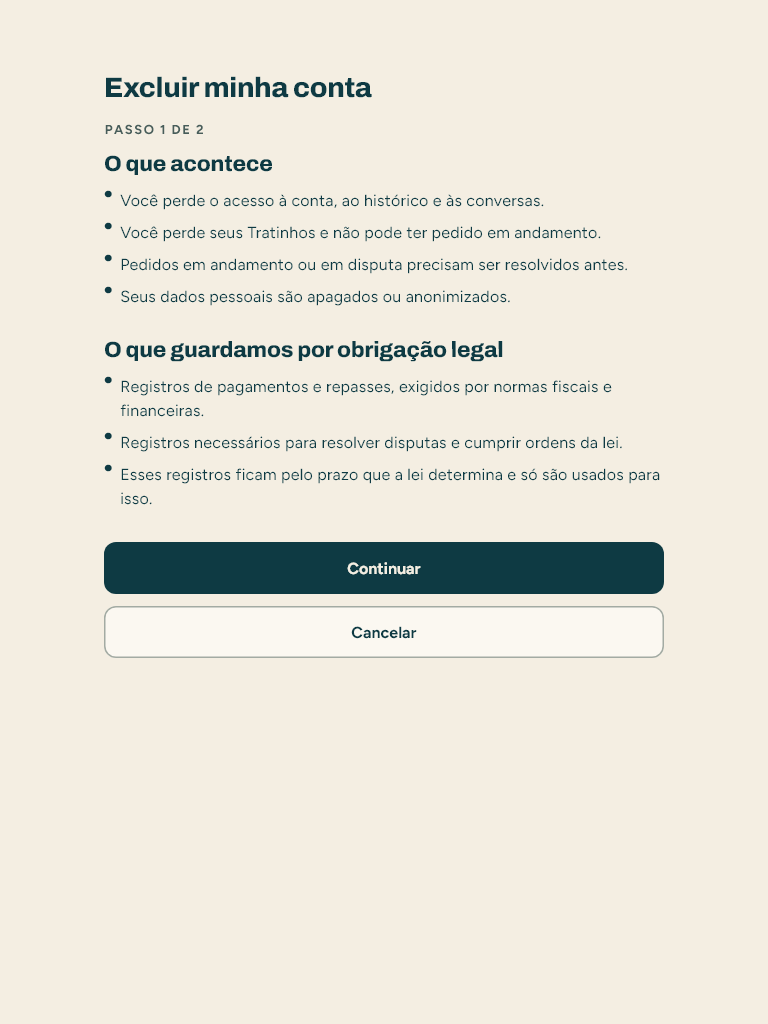 Excluir minha conta
PASSO 1 DE 2
O que acontece
• Você perde o acesso à conta, ao histórico e às conversas.
• Você perde seus Tratinhos e não pode ter pedido em andamento.
• Pedidos em andamento ou em disputa precisam ser resolvidos antes.
• Seus dados pessoais são apagados ou anonimizados.
O que guardamos por obrigação legal
• Registros de pagamentos e repasses, exigidos por normas fiscais e
financeiras.
• Registros necessários para resolver disputas e cumprir ordens da lei.
• Esses registros ficam pelo prazo que a lei determina e só são usados para
isso.
Continuar
Cancelar